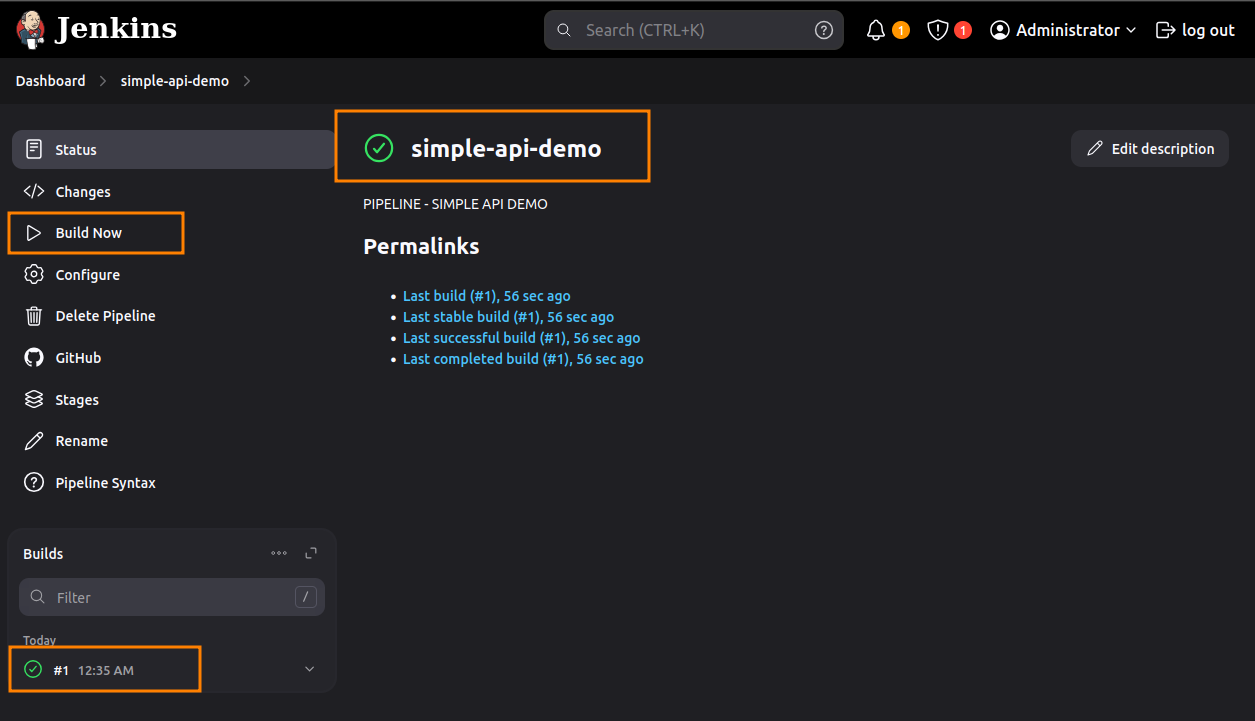 Jenkins
Search (CTRL+K)
?
1
1
Administrator
log out
Dashboard
simple-api-demo
Status
Changes
Build Now
Configure
Delete Pipeline
GitHub
Stages
Rename
Pipeline Syntax
simple-api-demo
Edit description
PIPELINE - SIMPLE API DEMO
Permalinks
Last build (#1), 56 sec ago
Last stable build (#1), 56 sec ago
Last successful build (#1), 56 sec ago
Last completed build (#1), 56 sec ago
Builds
Filter
/
Today
#1 12:35 AM